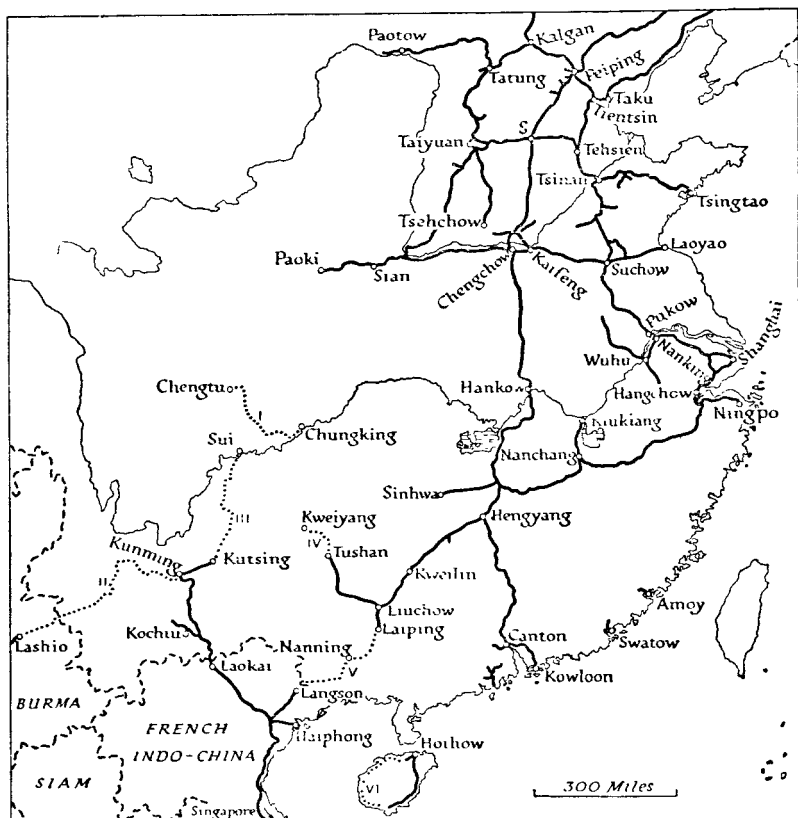 Paotow
Kalgan
Peiping
Tatung
Taku
Tientsin
S
Taiyuan
Tehsien
Tsinan
Tsingtao
Tsehchow
Laoyao
Paoki
Sian
Chengchow
Kaifeng
Suchow
Pukow
Shanghai
Nanking
Wuhu
Chengtu
Hankow
Hangchow
I
Ningpo
Kiukiang
Sui
Chungking
Nanchang
Sinhwa
III
Kweiyang
Hengyang
IV
Tushan
Kunming
Kutsing
II
Kweilin
Liuchow
Amoy
Kochiu
Laiping
Lashio
Nanning
Canton
Swatow
Laokai
V
Kowloon
BURMA
Langson
FRENCH
Haiphong
Hoihow
INDO-CHINA
SIAM
VI
300 Miles
Singapore